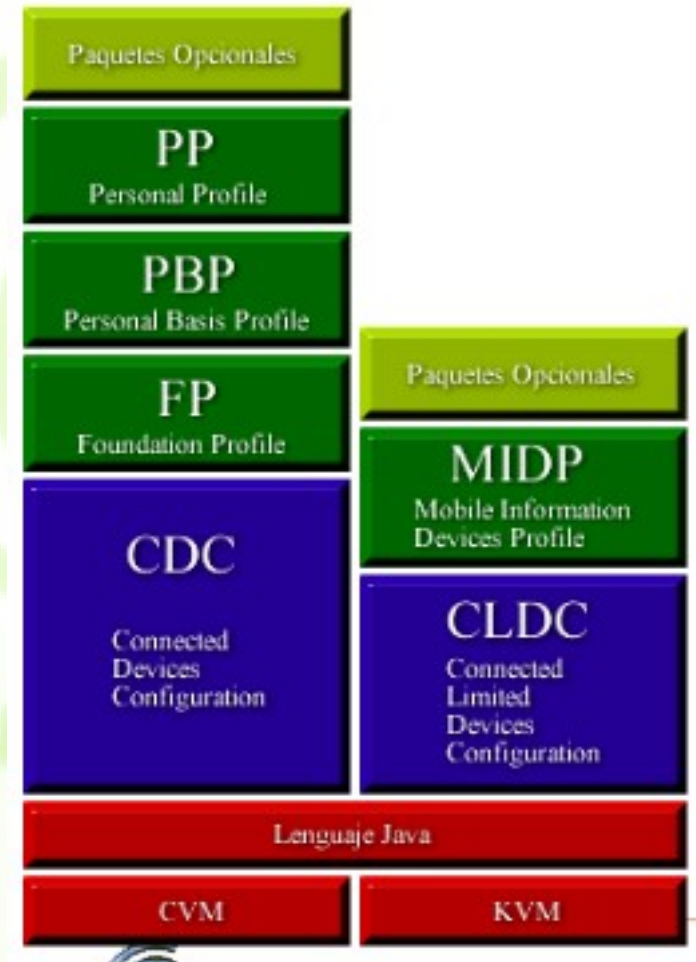 Paquetes Opcionales
PP
Personal Profile
PBP
Personal Basis Profile
FP
Foundation Profile
CDC
Connected
Devices
Configuration
Paquetes Opcionales
MIDP
Mobile Information
Devices Profile
CLDC
Connected
Limited
Devices
Configuration
Lenguaje Java
CVM
KVM